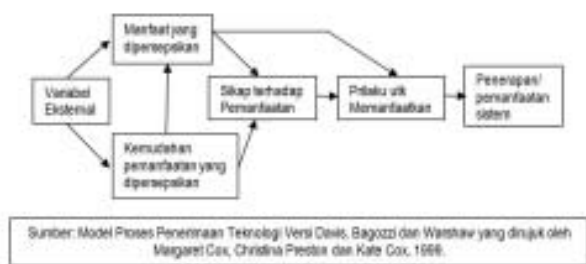 Manfaat yang
dipersepsikan
Variabel
Eksternal
Kemudahan
pemanfaatan yang
dipersepsikan
Sikap terhadap
Pemanfaatan
Prilaku utk
Memanfaatkan
Penerapan/
pemanfaatan
sistem
Sumber: Model Proses Penerimaan Teknologi Versi Davis, Bagozzi dan Warshaw yang dirujuk oleh
Margaret Cox, Christina Preston dan Kate Cox, 1999.